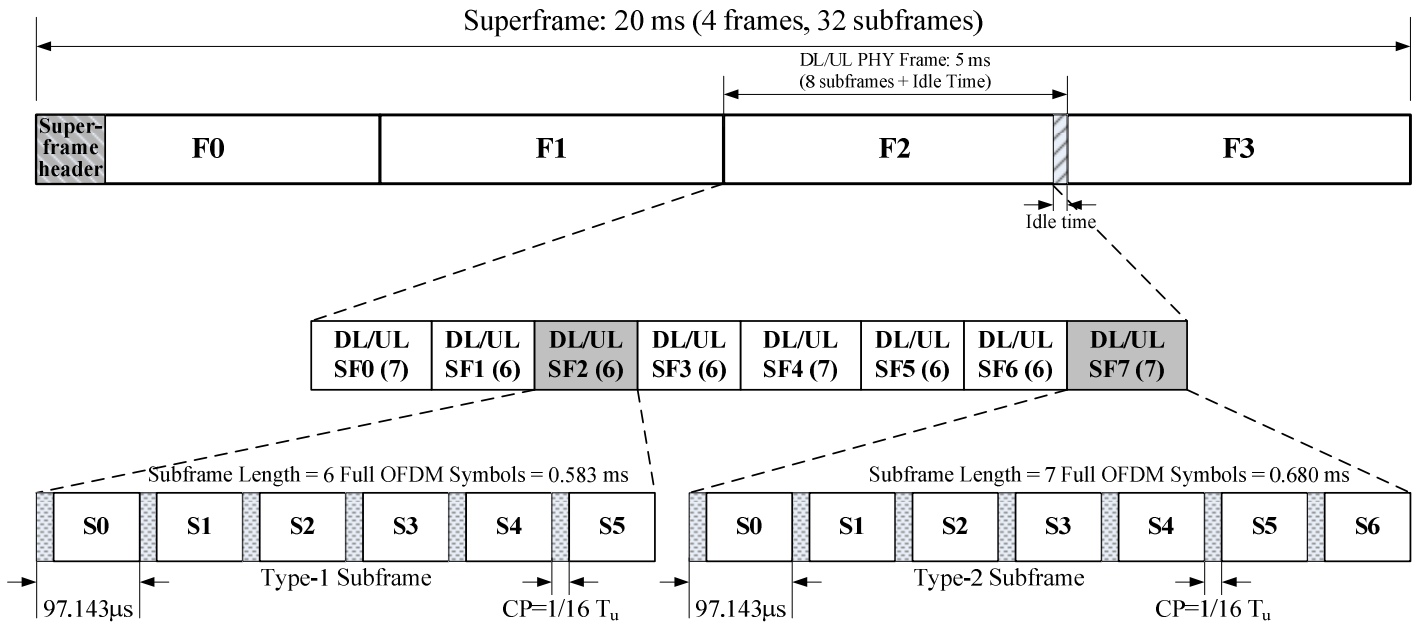 Superframe: 20 ms (4 frames, 32 subframes)
DL/UL PHY Frame: 5 ms
(8 subframes + Idle Time)
Super-
frame
header
F0
F1
F2
F3
Idle time
DL/UL
SF0 (7)
DL/UL
SF1 (6)
DL/UL
SF2 (6)
DL/UL
SF3 (6)
DL/UL
SF4 (7)
DL/UL
SF5 (6)
DL/UL
SF6 (6)
DL/UL
SF7 (7)
Subframe Length = 6 Full OFDM Symbols = 0.583 ms
S0 S1 S2 S3 S4 S5
Type-1 Subframe
97.143μs
CP=1/16 Tu
Subframe Length = 7 Full OFDM Symbols = 0.680 ms
S0 S1 S2 S3 S4 S5 S6
Type-2 Subframe
97.143μs
CP=1/16 Tu